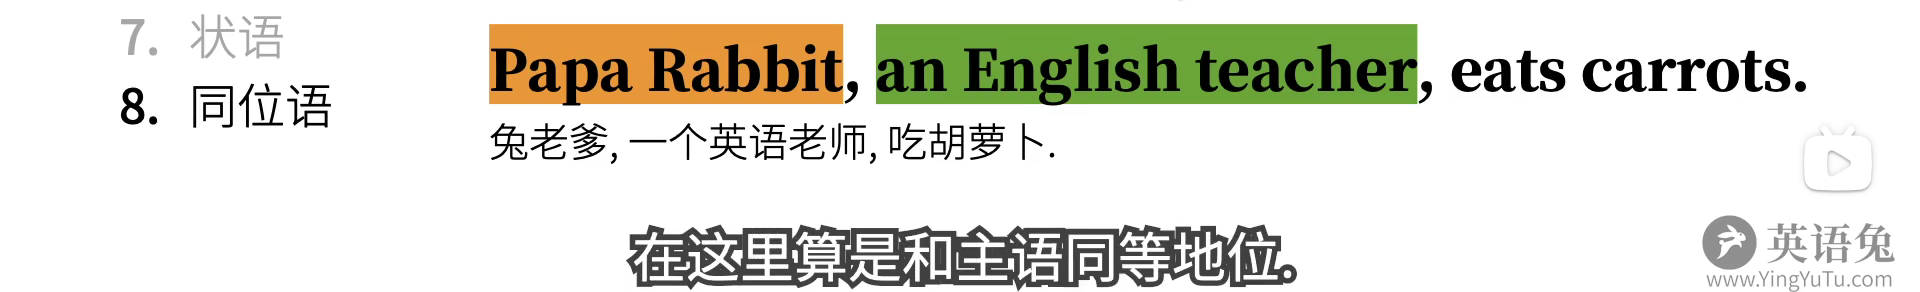 7. 状语
Papa Rabbit, an English teacher, eats carrots.
8. 同位语
兔老爹, 一个英语老师, 吃胡萝卜.
在这里算是和主语同等地位.
英语兔
www.YingYuTu.com